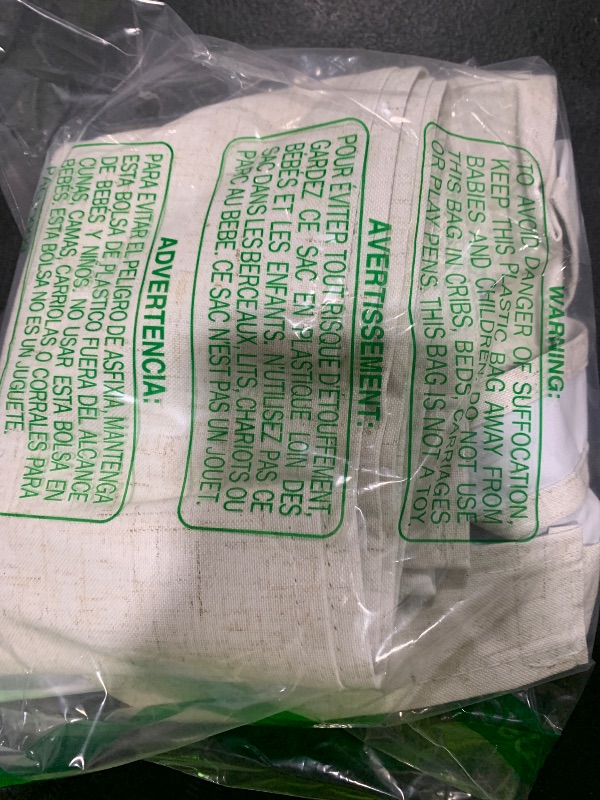 WARNING:
TO AVOID DANGER OF SUFFOCATION,
KEEP THIS PLASTIC BAG AWAY FROM
BABIES AND CHILDREN. DO NOT USE
THIS BAG IN CRIBS, BEDS, CARRIAGES
OR PLAY PENS. THIS BAG IS NOT A TOY.
AVERTISSEMENT:
POUR ÉVITER TOUT RISQUE D'ÉTOUFFEMENT,
GARDEZ CE SAC EN PLASTIQUE LOIN DES
BEBÉS ET LES ENFANTS. N'UTILISEZ PAS CE
SAC DANS LES BERCEAUX, LITS, CHARIOTS OU
PARC AU BEBE. CE SAC N'EST PAS UN JOUET.
ADVERTENCIA:
PARA EVITAR EL PELIGRO DE ASFIXIA, MANTENGA
ESTA BOLSA DE PLASTICO FUERA DEL ALCANCE
DE BEBES Y NIÑOS. NO USAR ESTA BOLSA EN
CUNAS, CAMAS, CARRIOLAS O CORRALES PARA
BEBES. ESTA BOLSA NO ES UN JUGUETE.